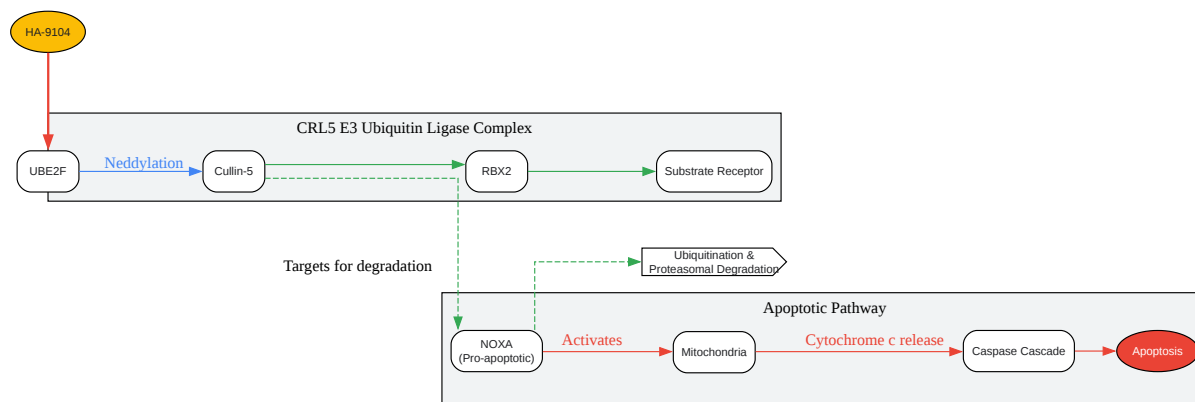 HA-9104
CRL5 E3 Ubiquitin Ligase Complex
UBE2F
Neddylation
Cullin-5
RBX2
Substrate Receptor
Targets for degradation
Ubiquitination &
Proteasomal Degradation
Apoptotic Pathway
NOXA
(Pro-apoptotic)
Activates
Mitochondria
Cytochrome c release
Caspase Cascade
Apoptosis